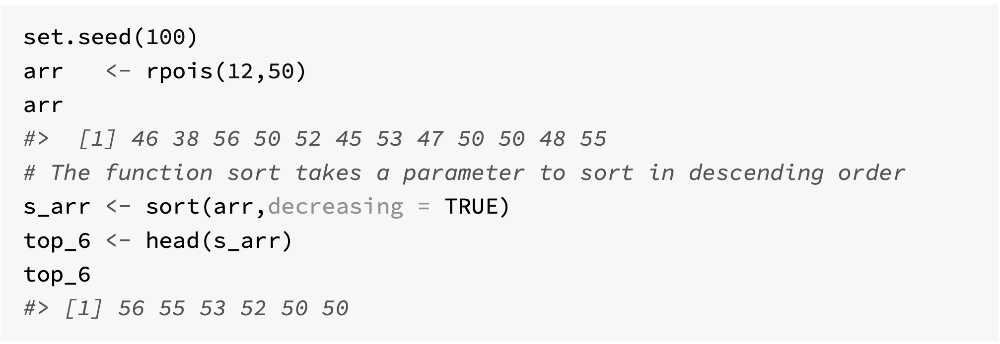 set.seed(100)
arr   <- rpois(12,50)
arr
#>  [1] 46 38 56 50 52 45 53 47 50 50 48 55
# The function sort takes a parameter to sort in descending order
s_arr <- sort(arr,decreasing = TRUE)
top_6 <- head(s_arr)
top_6
#> [1] 56 55 53 52 50 50